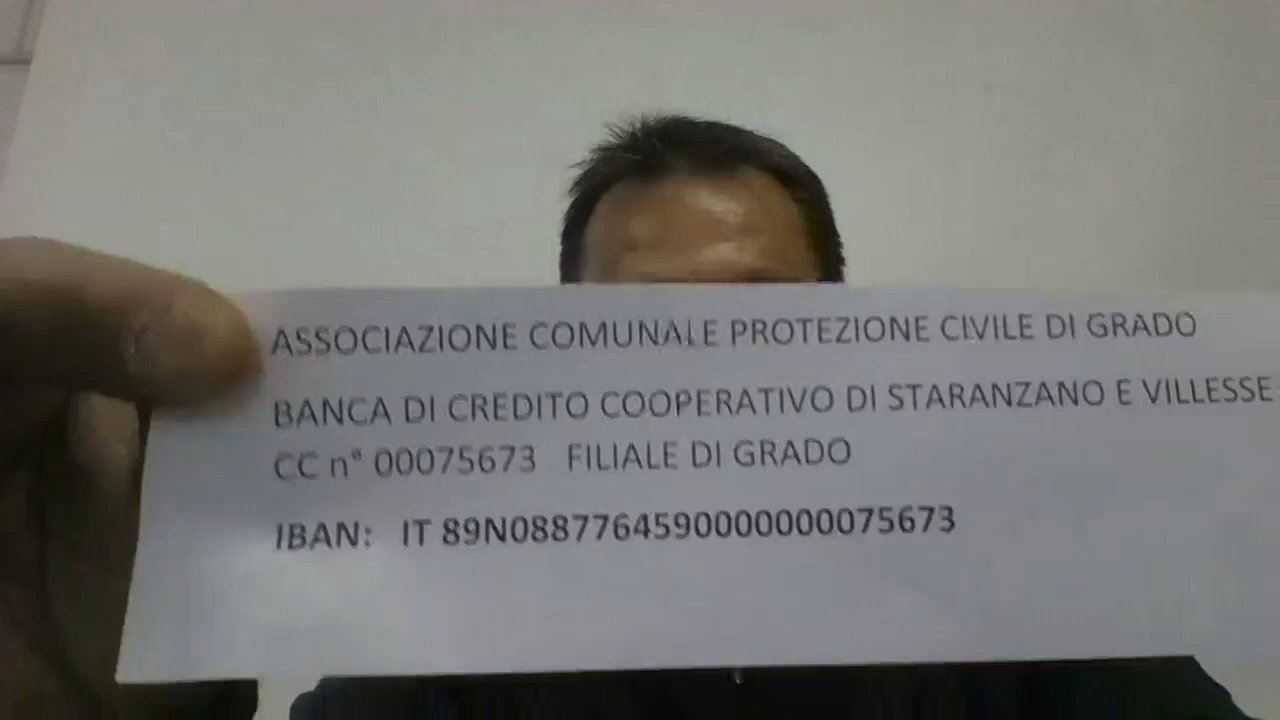 ASSOCIAZIONE COMUNALE PROTEZIONE CIVILE DI GRADO
BANCA DI CREDITO COOPERATIVO DI STARANZANO E VILLESSE
CC n° 00075673 FILIALE DI GRADO
IBAN: IT 89N0887764590000000075673